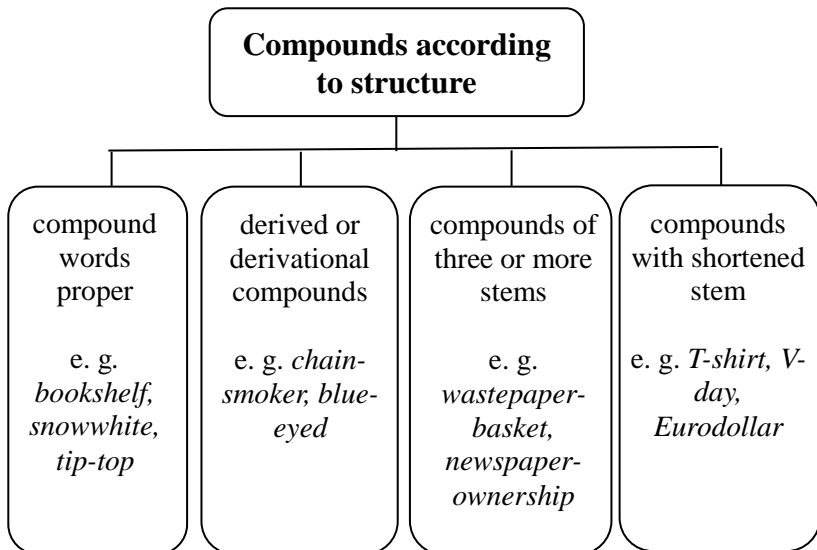 Compounds according
to structure
compound
words
proper
e. g.
bookshelf,
snowwhite,
tip-top
derived or
derivational
compounds
e. g. chain-
smoker, blue-
eyed
compounds of
three or more
stems
e. g.
wastepaper-
basket,
newspaper-
ownership
compounds
with shortened
stem
e. g. T-shirt, V-
day,
Eurodollar